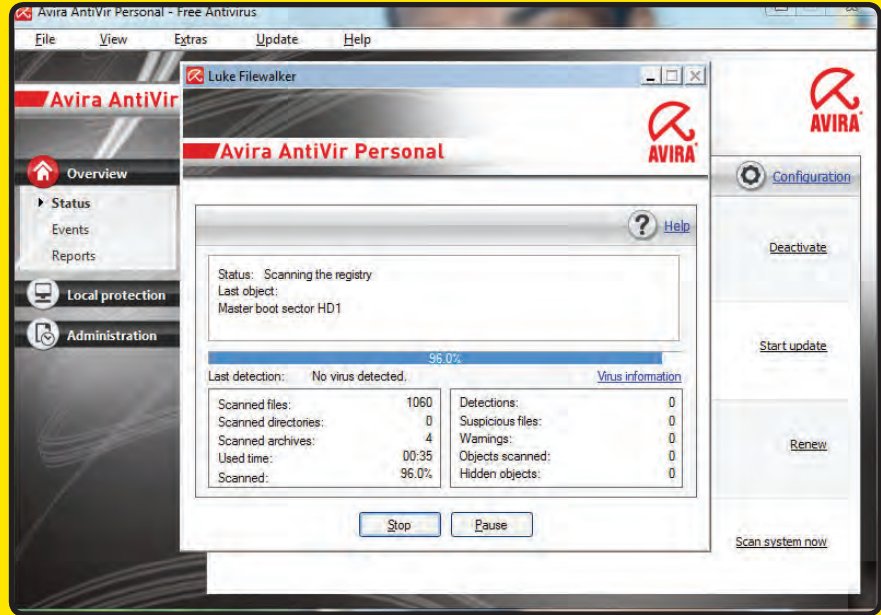 Avira AntiVir Personal - Free Antivirus
File View Extras Update Help
Avira AntiVir
AVIRA
Overview
Status
Events
Reports
Local protection
Administration
Configuration
Deactivate
Start update
Renew
Scan system now
Luke Filewalker
Avira AntiVir Personal
AVIRA
Help
Status: Scanning the registry
Last object:
Master boot sector HD1
96.0%
Last detection: No virus detected. Virus information
Scanned files: 1060
Scanned directories: 0
Scanned archives: 4
Used time: 00:35
Scanned: 96.0%
Detections: 0
Suspicious files: 0
Warnings: 0
Objects scanned: 0
Hidden objects: 0
Stop Pause